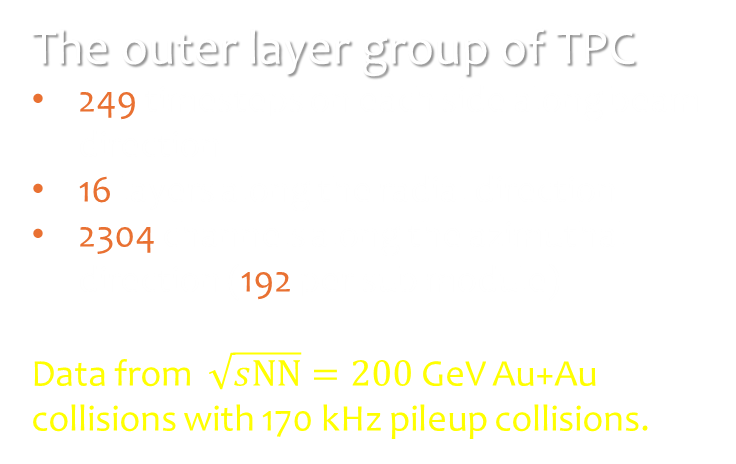 The outer layer group of TPC
• 249
• 16
• 2304
192
Data from √sNN = 200 GeV Au+Au
collisions with 170 kHz pileup collisions.